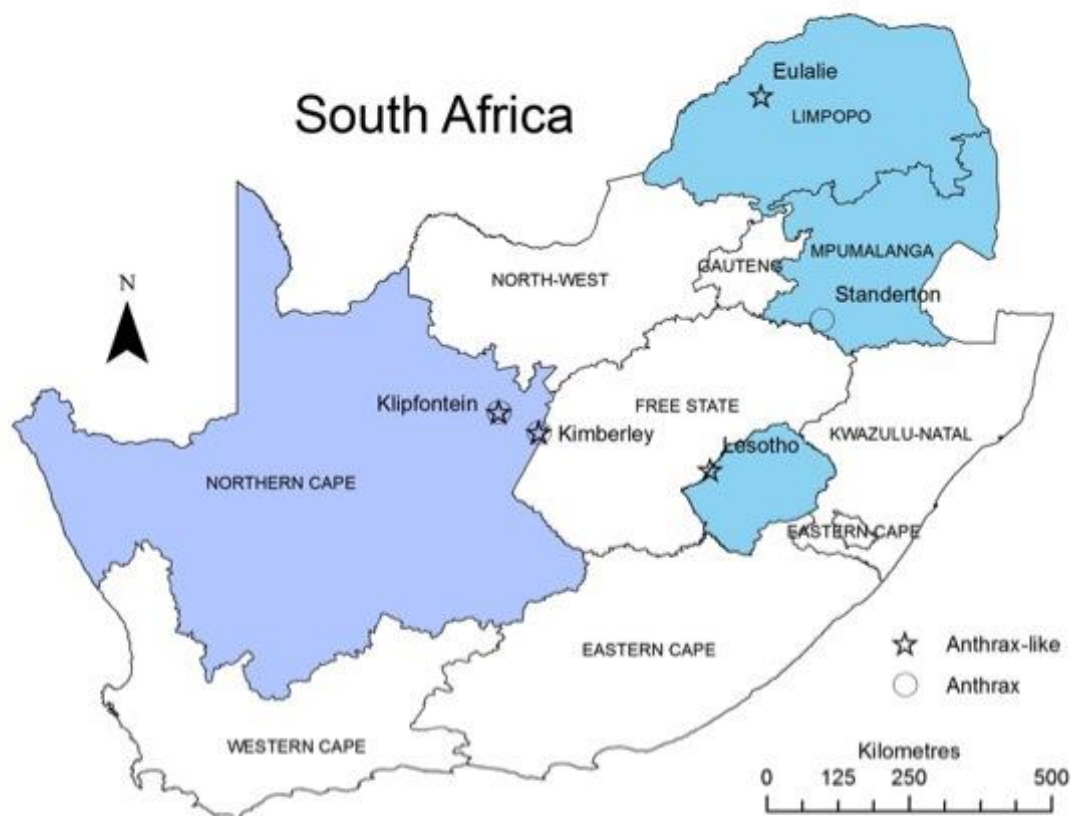 Eulalie
LIMPOPO
South Africa
N
NORTH-WEST
GAUTENG
MPUMALANGA
Standerton
Klipfontein
Kimberley
FREE STATE
KWAZULU-NATAL
Lesotho
NORTHERN CAPE
EASTERN CAPE
EASTERN CAPE
WESTERN CAPE
Anthrax-like
Anthrax
Kilometres
0 125 250 500